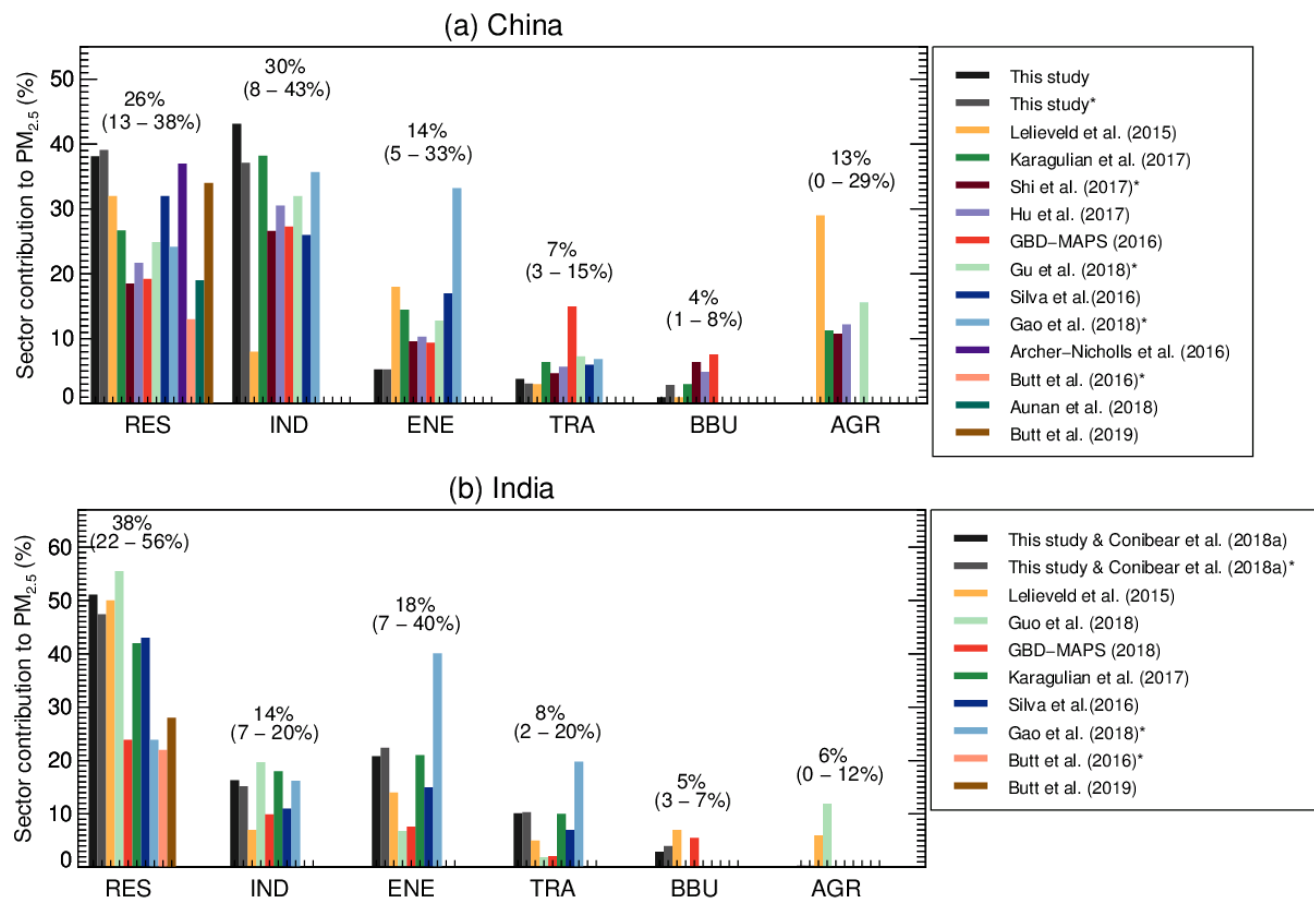 (a) China
Sector contribution to PM2.5 (%)
50
40
30
20
10
0
26%
(13 – 38%)
30%
(8 – 43%)
14%
(5 – 33%)
7%
(3 – 15%)
4%
(1 – 8%)
13%
(0 – 29%)
RES
IND
ENE
TRA
BBU
AGR
This study
This study*
Lelieveld et al. (2015)
Karagulian et al. (2017)
Shi et al. (2017)*
Hu et al. (2017)
GBD−MAPS (2016)
Gu et al. (2018)*
Silva et al.(2016)
Gao et al. (2018)*
Archer−Nicholls et al. (2016)
Butt et al. (2016)*
Aunan et al. (2018)
Butt et al. (2019)
(b) India
Sector contribution to PM2.5 (%)
60
50
40
30
20
10
0
38%
(22 – 56%)
14%
(7 – 20%)
18%
(7 – 40%)
8%
(2 – 20%)
5%
(3 – 7%)
6%
(0 – 12%)
RES
IND
ENE
TRA
BBU
AGR
This study & Conibear et al. (2018a)
This study & Conibear et al. (2018a)*
Lelieveld et al. (2015)
Guo et al. (2018)
GBD−MAPS (2018)
Karagulian et al. (2017)
Silva et al.(2016)
Gao et al. (2018)*
Butt et al. (2016)*
Butt et al. (2019)